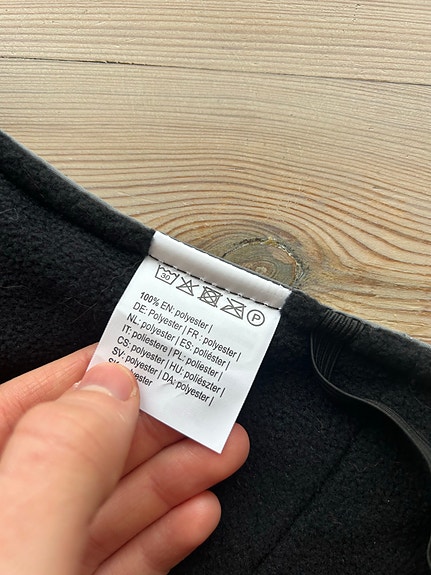 30 P
100% EN: polyester |
DE: Polyester | FR : polyester |
NL: polyester | ES: poliéster |
IT: poliestere | PL: poliester |
CS: polyester | HU: poliészter |
SV: polyester | DA: polyester |